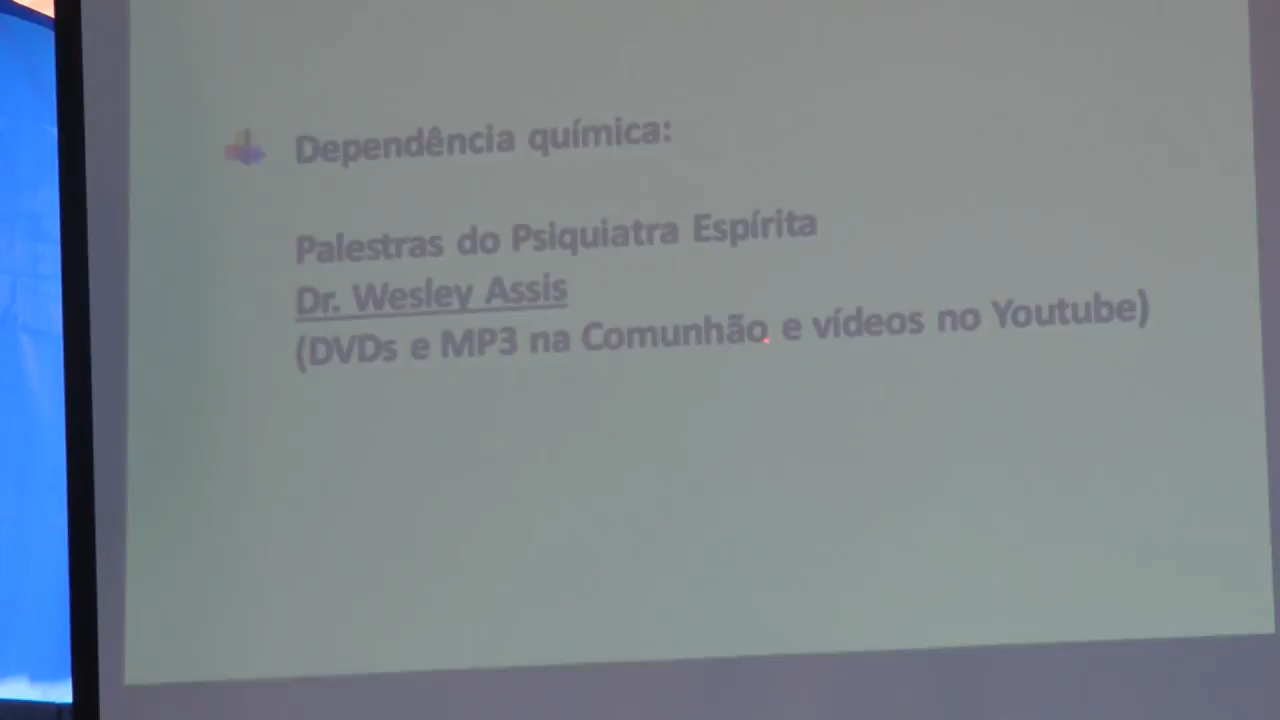 Dependência química:
Palestras do Psiquiatra Espírita
Dr. Wesley Assis
(DVDs e MP3 na Comunhão e vídeos no Youtube)